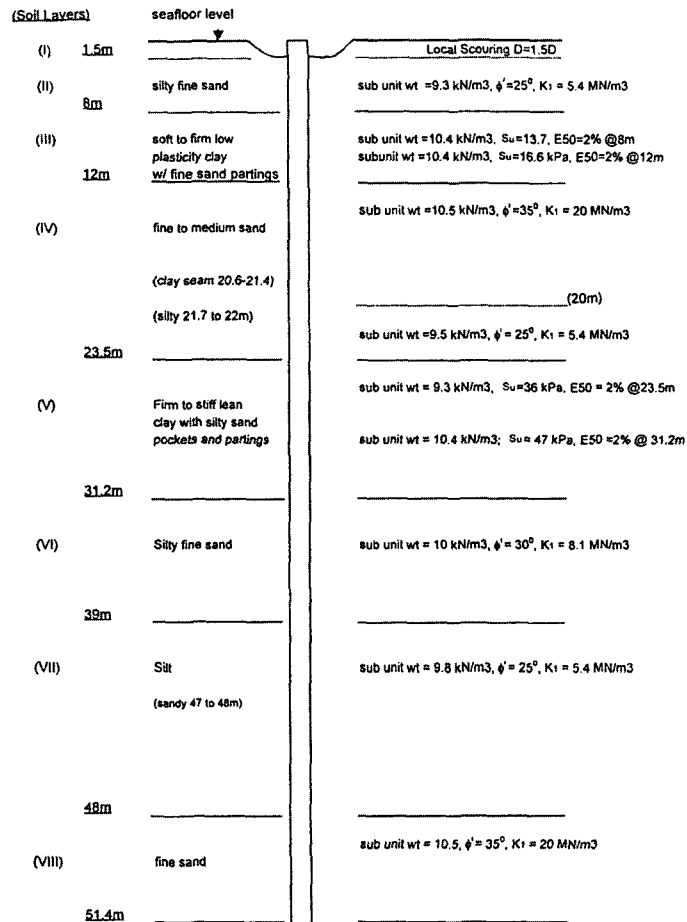 (Soil Layers) seafloor level
(I) 1.5m Local Scouring D=1.5D
(II) silty fine sand sub unit wt =9.3 kN/m3, ϕ'=25⁰, K1 = 5.4 MN/m3
8m
(III) soft to firm low sub unit wt =10.4 kN/m3, Su=13.7, E50=2% @8m
plasticity clay subunit wt =10.4 kN/m3, Su=16.6 kPa, E50=2% @12m
12m w/ fine sand partings
sub unit wt =10.5 kN/m3, ϕ'=35⁰, K1 = 20 MN/m3
(IV) fine to medium sand
(clay seam 20.6-21.4)
(20m)
(silty 21.7 to 22m)
sub unit wt =9.5 kN/m3, ϕ'= 25⁰, K1 = 5.4 MN/m3
23.5m
sub unit wt = 9.3 kN/m3, Su=36 kPa, E50 = 2% @23.5m
(V) Firm to stiff lean
clay with silty sand
pockets and partings sub unit wt = 10.4 kN/m3; Su= 47 kPa, E50 =2% @ 31.2m
31.2m
(VI) Silty fine sand sub unit wt = 10 kN/m3, ϕ'= 30⁰, K1 = 8.1 MN/m3
39m
(VII) Silt sub unit wt = 9.8 kN/m3, ϕ'= 25⁰, K1 = 5.4 MN/m3
(sandy 47 to 48m)
48m
sub unit wt = 10.5, ϕ'= 35⁰, K1 = 20 MN/m3
(VIII) fine sand
51.4m